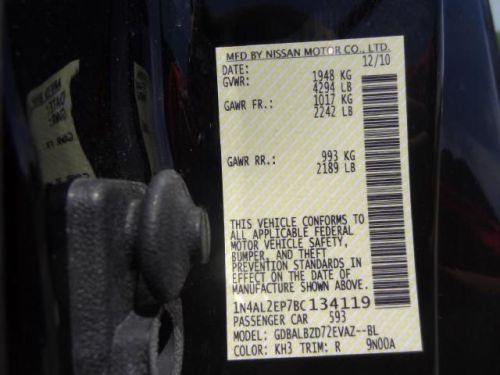 MFD BY NISSAN MOTOR CO., LTD.
DATE: 12/10
GVWR: 1948 KG
4294 LB
GAWR FR.: 1017 KG
2242 LB
GAWR RR.: 993 KG
2189 LB
THIS VEHICLE CONFORMS TO
ALL APPLICABLE FEDERAL
MOTOR VEHICLE SAFETY,
BUMPER, AND THEFT
PREVENTION STANDARDS IN
EFFECT ON THE DATE OF
MANUFACTURE SHOWN ABOVE.
1N4AL2EP7BC134119
PASSENGER CAR 593
MODEL: GDBALBZD72EVAZ--BL
COLOR: KH3 TRIM: R 9N00A